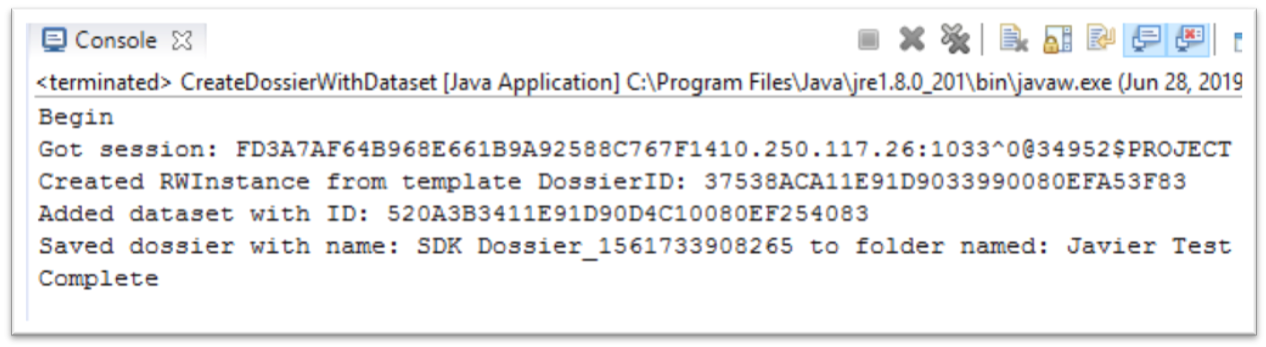 Console
<terminated> CreateDossierWithDataset [Java Application] C:\Program Files\Java\jre1.8.0_201\bin\javaw.exe (Jun 28, 2019
Begin
Got session: FD3A7AF64B968E661B9A92588C767F1410.250.117.26:1033^0@34952$PROJECT
Created RWInstance from template DossierID: 37538ACA11E91D9033990080EFA53F83
Added dataset with ID: 520A3B3411E91D90D4C10080EF254083
Saved dossier with name: SDK Dossier_1561733908265 to folder named: Javier Test
Complete